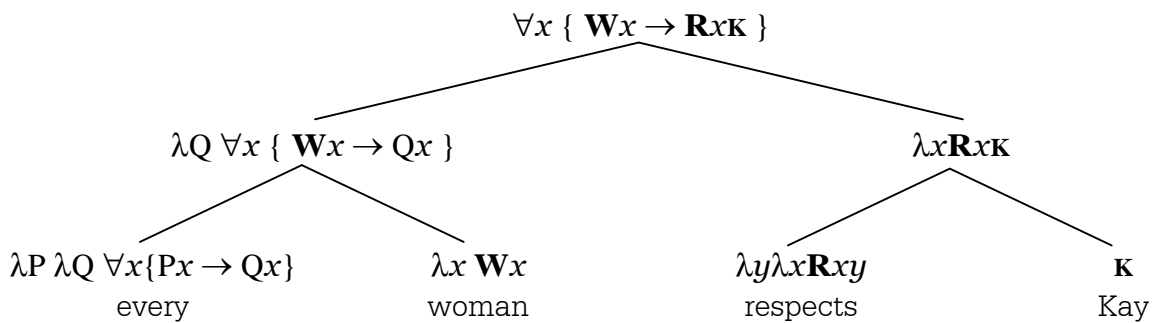 ∀x { Wx → RxK }
λQ ∀x { Wx → Qx } λxRxK
λP λQ ∀x{Px → Qx} λx Wx λyλxRxy K
every woman respects Kay